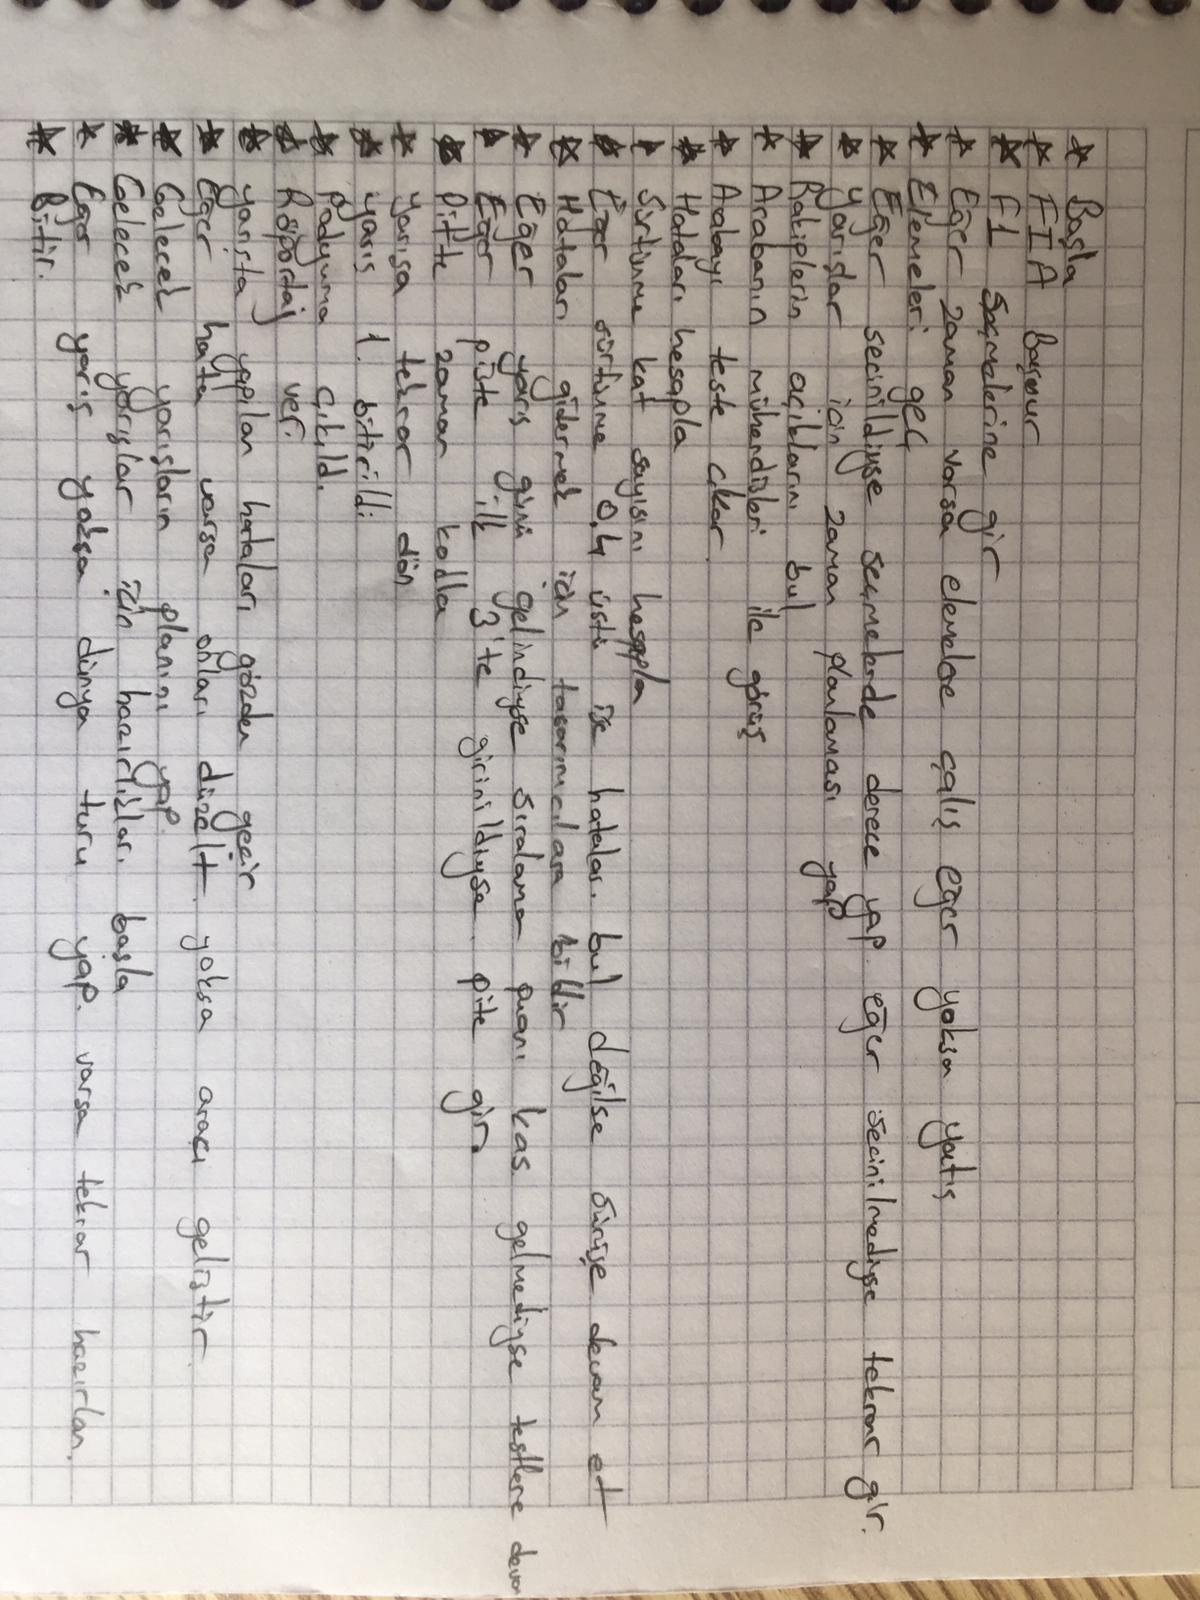 * Başla
* FIA Başvur
* F1 Seçmelerine gir
* Eğer zaman varsa elemelere çalış eğer yoksa yatış
* Elemeleri geç
* Eğer secinildiyse seçmelerde derece yap. eğer secinilmediyse tekrar gir.
* Yarışlar için zaman planlaması yap
* Rakiplerin açıklarını bul
* Arabanın mühendisleri ile görüş
* Arabayı teste çıkar.
* Hataları hesapla
* Sürtünme kat sayısını hesapla
* Eğer sürtünme 0.4 üstü ise hataları bul değilse sürüşe devam et
* Hataları gidermek için tasarımcılara bildir
* Eğer yarış günü gelindiyse sıralama puanı kas gelmediyse testlere devam
* Eğer piste ilk 3'te girinildiyse pite gir.
* Pitte zaman kodla
* yarışa tekrar dön
* yarış 1. bitirildi
* Podyuma çıkıldı.
* Röportaj ver.
* yarışta yapılan hataları gözden geçir
* Eğer hata varsa onları düzelt. yoksa aracı geliştir.
* Gelecek yarışların planını yap.
* Gelecek yarışlar için hazırlıkları başla
* Eğer yarış yoksa dünya turu yap. varsa tekrar hazırlan.
* Bitir.